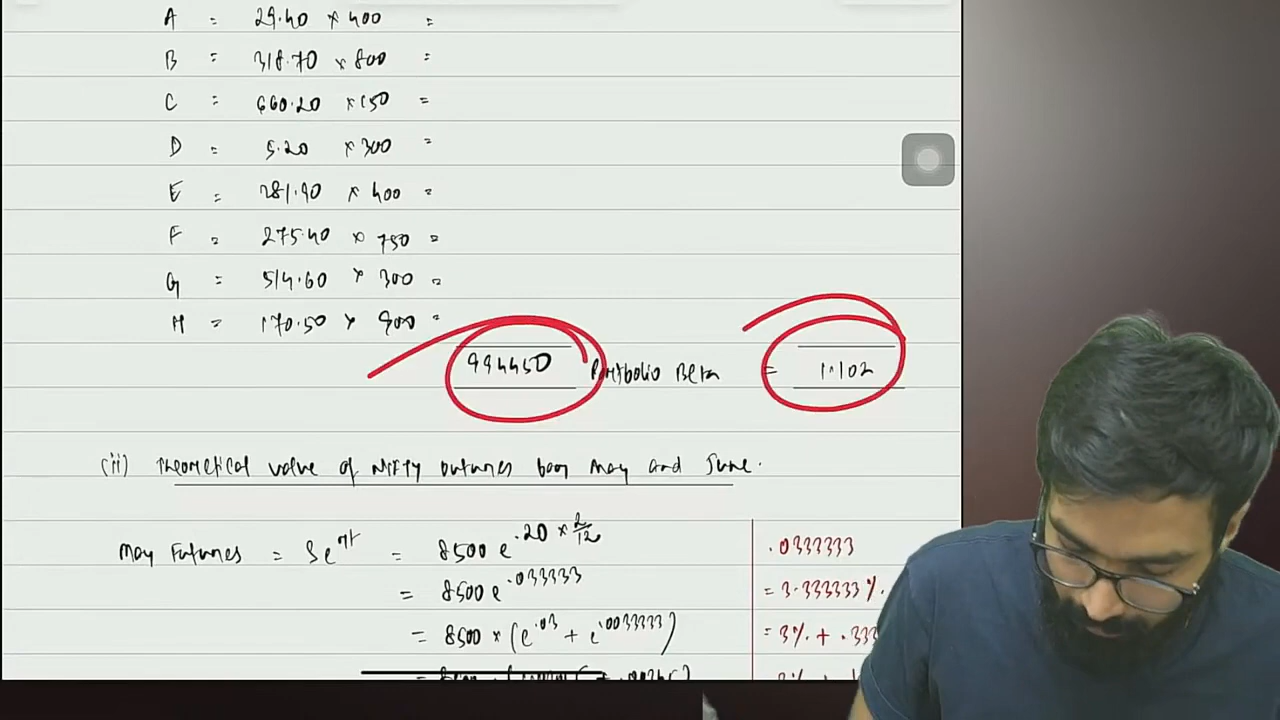 A = 29.40 × 400 =
B = 318.70 × 800 =
C = 660.20 × 150 =
D = 5.20 × 300 =
E = 281.90 × 400 =
F = 275.40 × 750 =
G = 514.60 × 300 =
H = 170.50 × 900 =
994450 Portfolio Beta = 1.102
(ii) Theoretical value of NIFTY futures for May and June.
May Futures = Se^rt = 8500 e^.20 × 2/12 .0333333
= 8500 e^.033333 = 3.333333%.
= 8500 × (e^.03 + e^.0033333) = 3% + .333